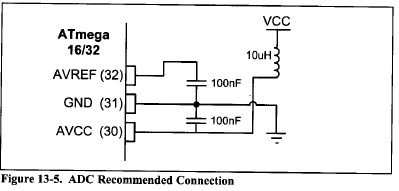 VCC
ATmega
16/32
10uH
AVREF (32)
100nF
GND (31)
100nF
AVCC (30)
Figure 13-5. ADC Recommended Connection